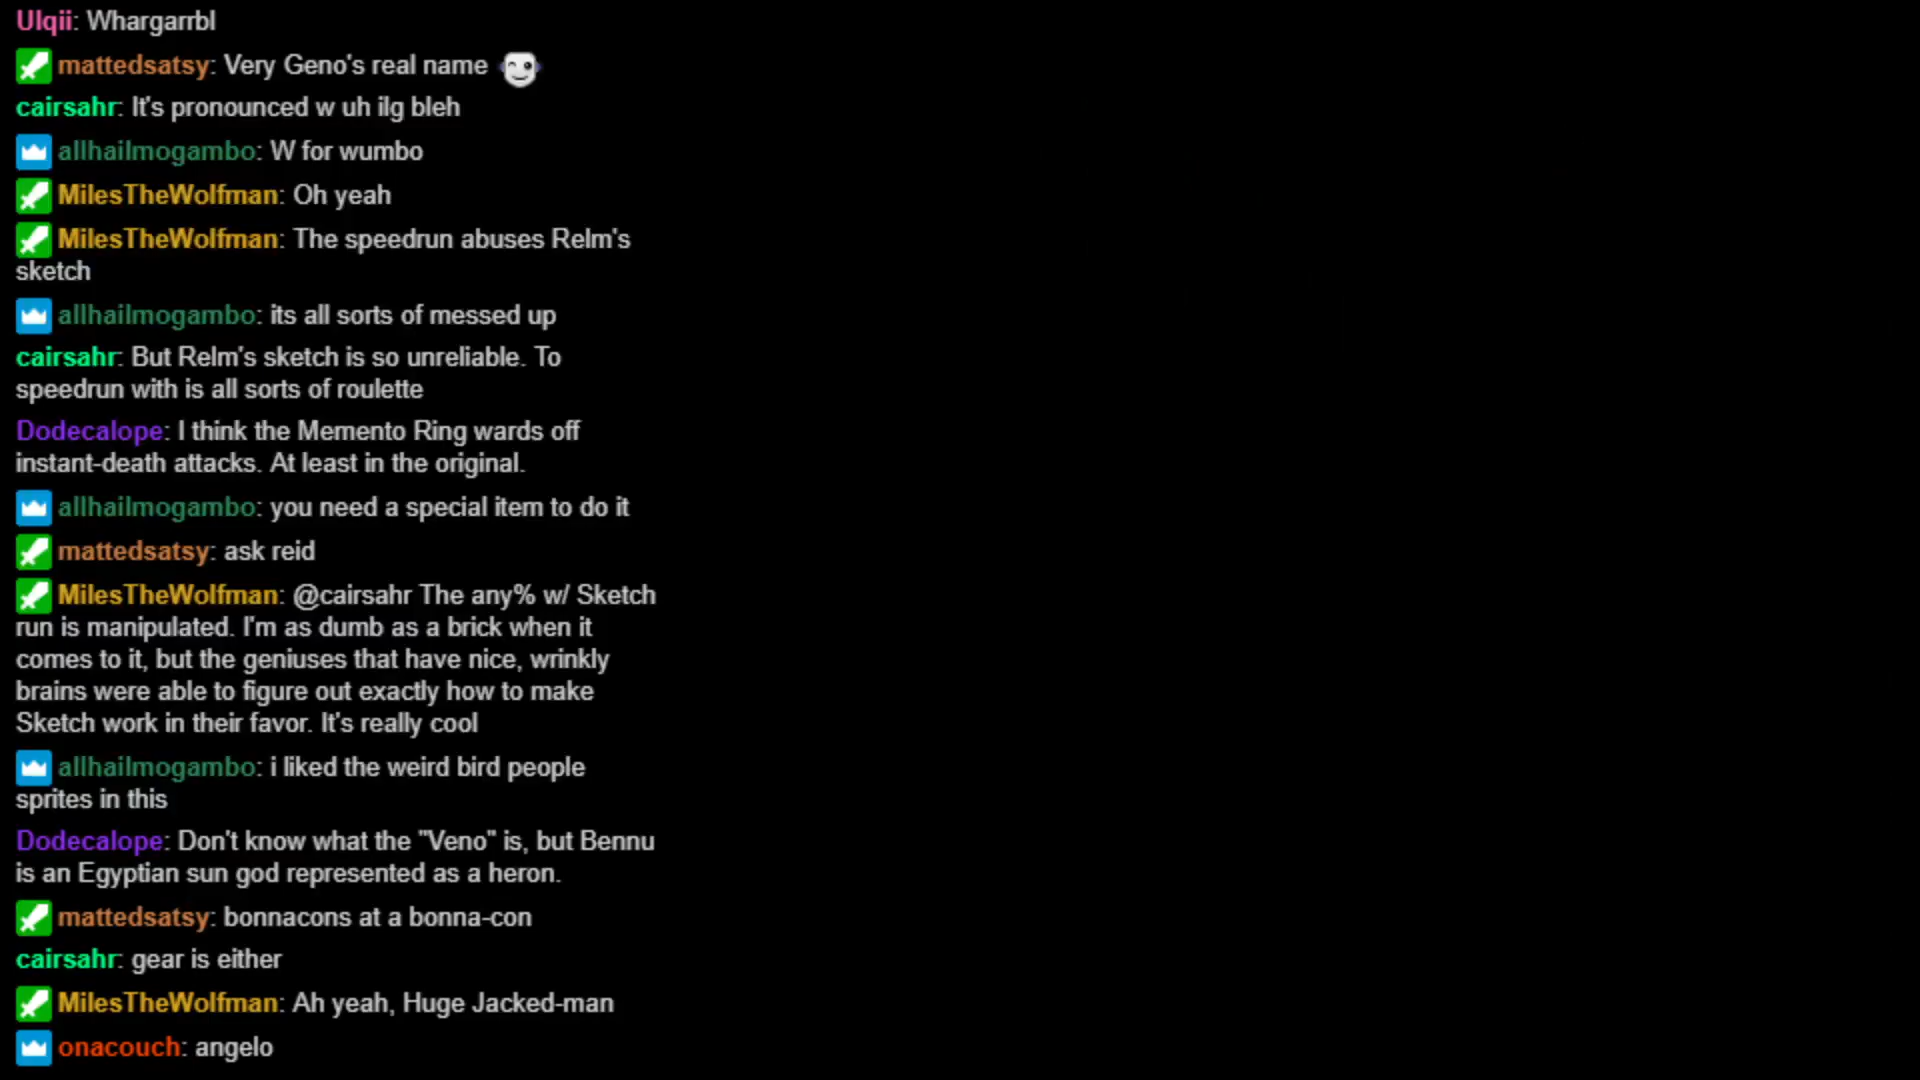 Ulqii: Whargarrbl
mattedsatsy: Very Geno's real name
cairsahr: It's pronounced w uh ilg bleh
allhailmogambo: W for wumbo
MilesTheWolfman: Oh yeah
MilesTheWolfman: The speedrun abuses Relm's
sketch
allhailmogambo: its all sorts of messed up
cairsahr: But Relm's sketch is so unreliable. To
speedrun with is all sorts of roulette
Dodecalope: I think the Memento Ring wards off
instant-death attacks. At least in the original.
allhailmogambo: you need a special item to do it
mattedsatsy: ask reid
MilesTheWolfman: @cairsahr The any% w/ Sketch
run is manipulated. I'm as dumb as a brick when it
comes to it, but the geniuses that have nice, wrinkly
brains were able to figure out exactly how to make
Sketch work in their favor. It's really cool
allhailmogambo: i liked the weird bird people
sprites in this
Dodecalope: Don't know what the "Veno" is, but Bennu
is an Egyptian sun god represented as a heron.
mattedsatsy: bonnacons at a bonna-con
cairsahr: gear is either
MilesTheWolfman: Ah yeah, Huge Jacked-man
onacouch: angelo